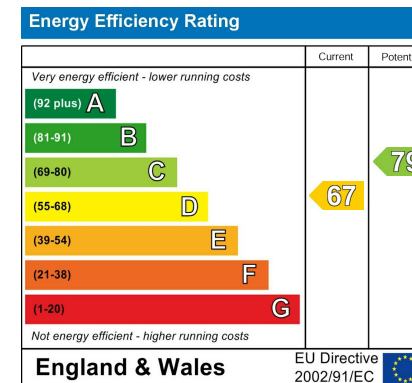 Energy Efficiency Rating
Current Potent
Very energy efficient - lower running costs
(92 plus) A
(81-91) B
(69-80) C
79
(55-68) D
67
(39-54) E
(21-38) F
(1-20) G
Not energy efficient - higher running costs
England & Wales
EU Directive
2002/91/EC